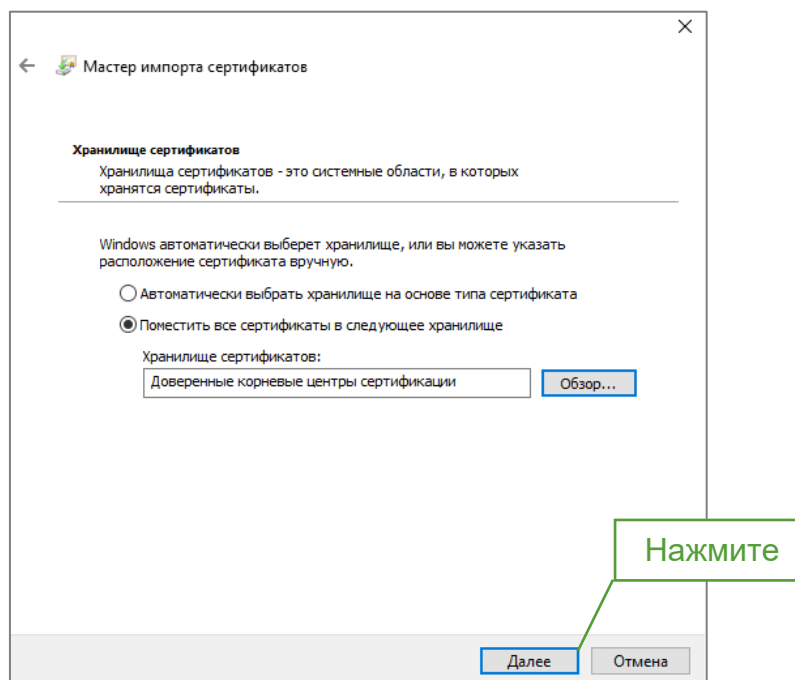 Мастер импорта сертификатов
Хранилище сертификатов
Хранилища сертификатов - это системные области, в которых
хранятся сертификаты.
Windows автоматически выберет хранилище, или вы можете указать
расположение сертификата вручную.
Автоматически выбрать хранилище на основе типа сертификата
Поместить все сертификаты в следующее хранилище
Хранилище сертификатов:
Доверенные корневые центры сертификации
Обзор...
Нажмите
Далее
Отмена